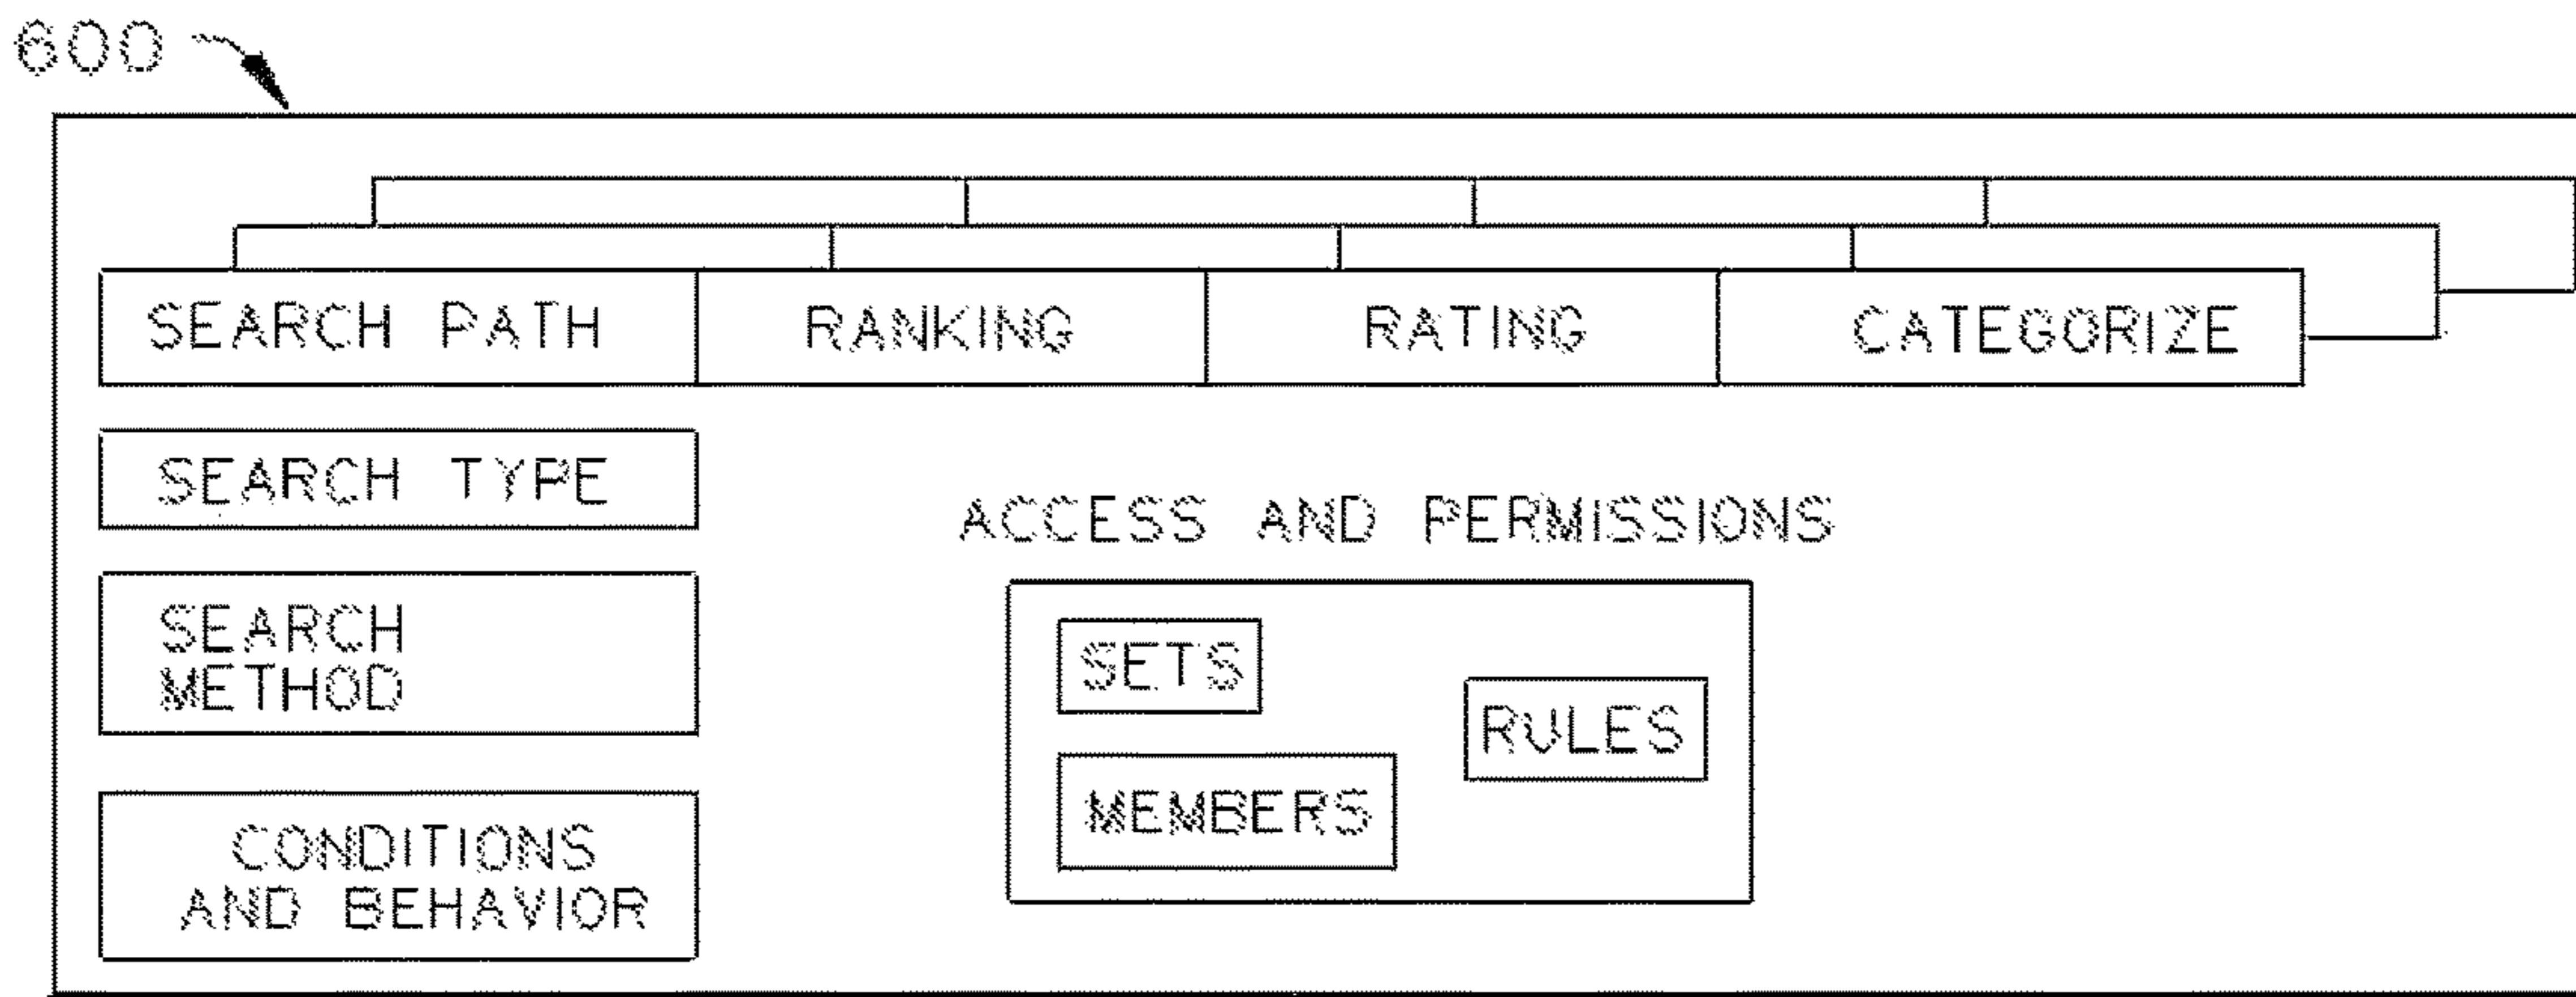 600
SEARCH PATH RANKING RATING CATEGORIZE
SEARCH TYPE
ACCESS AND PERMISSIONS
SEARCH
METHOD
SETS
RULES
MEMBERS
CONDITIONS
AND BEHAVIOR